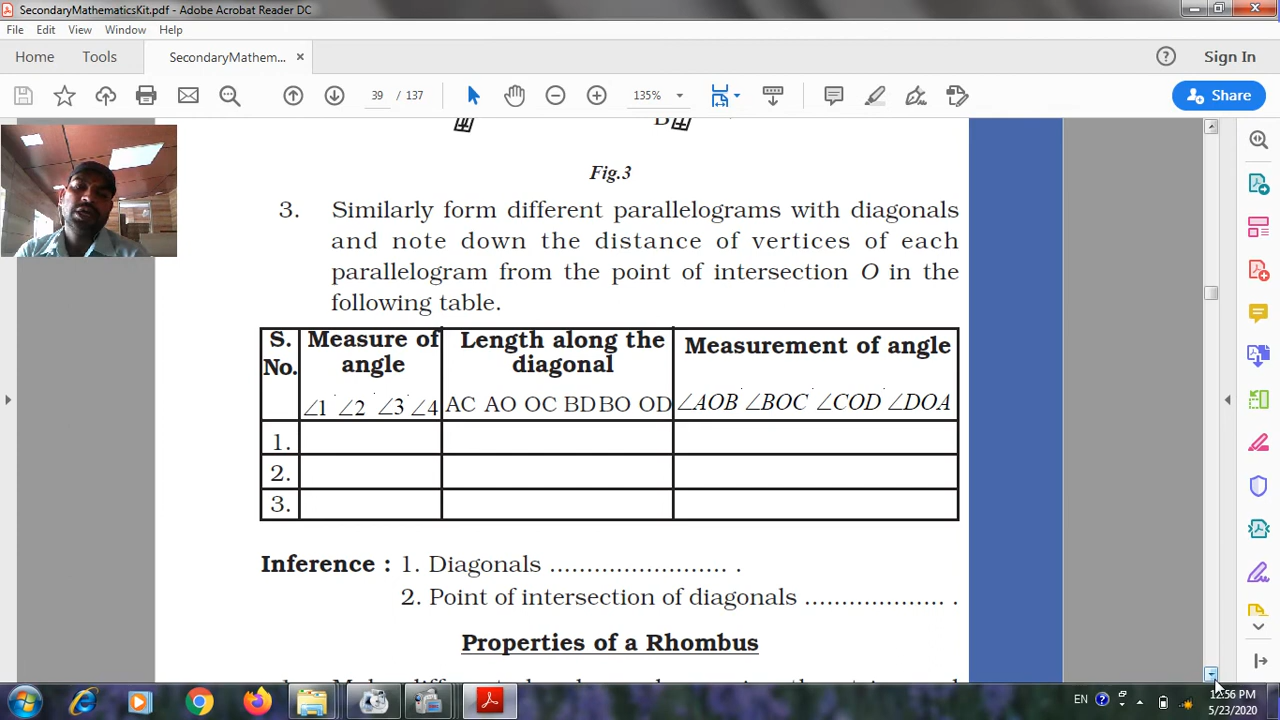 SecondaryMathematicsKit.pdf - Adobe Acrobat Reader DC
File Edit View Window Help
Home Tools SecondaryMathem... × Sign In
39 / 137 135% Share
B
Fig.3
3. Similarly form different parallelograms with diagonals
and note down the distance of vertices of each
parallelogram from the point of intersection O in the
following table.
S. No. Measure of angle Length along the diagonal Measurement of angle
∠1 ∠2 ∠3 ∠4 AC AO OC BD BO OD ∠AOB ∠BOC ∠COD ∠DOA
1.
2.
3.
Inference : 1. Diagonals ........................ .
2. Point of intersection of diagonals ................... .
Properties of a Rhombus
EN 12:56 PM
5/23/2020